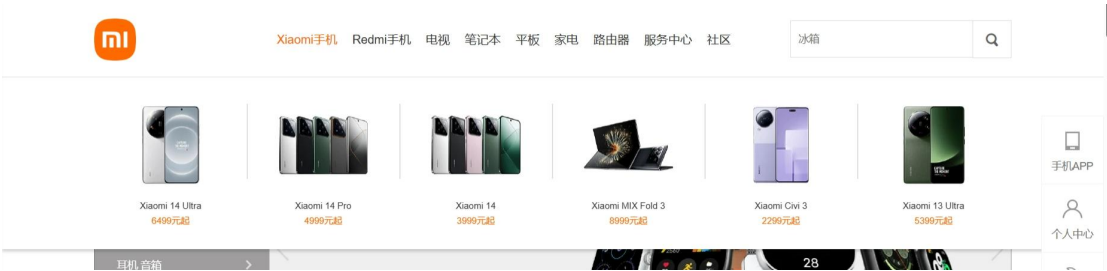 Xiaomi手机 Redmi手机 电视 笔记本 平板 家电 路由器 服务中心 社区 冰箱
手机APP
Xiaomi 14 Ultra Xiaomi 14 Pro Xiaomi 14 Xiaomi MIX Fold 3 Xiaomi Civi 3 Xiaomi 13 Ultra
6499元起 4999元起 3999元起 8999元起 2299元起 5399元起
个人中心
耳机 音箱
28